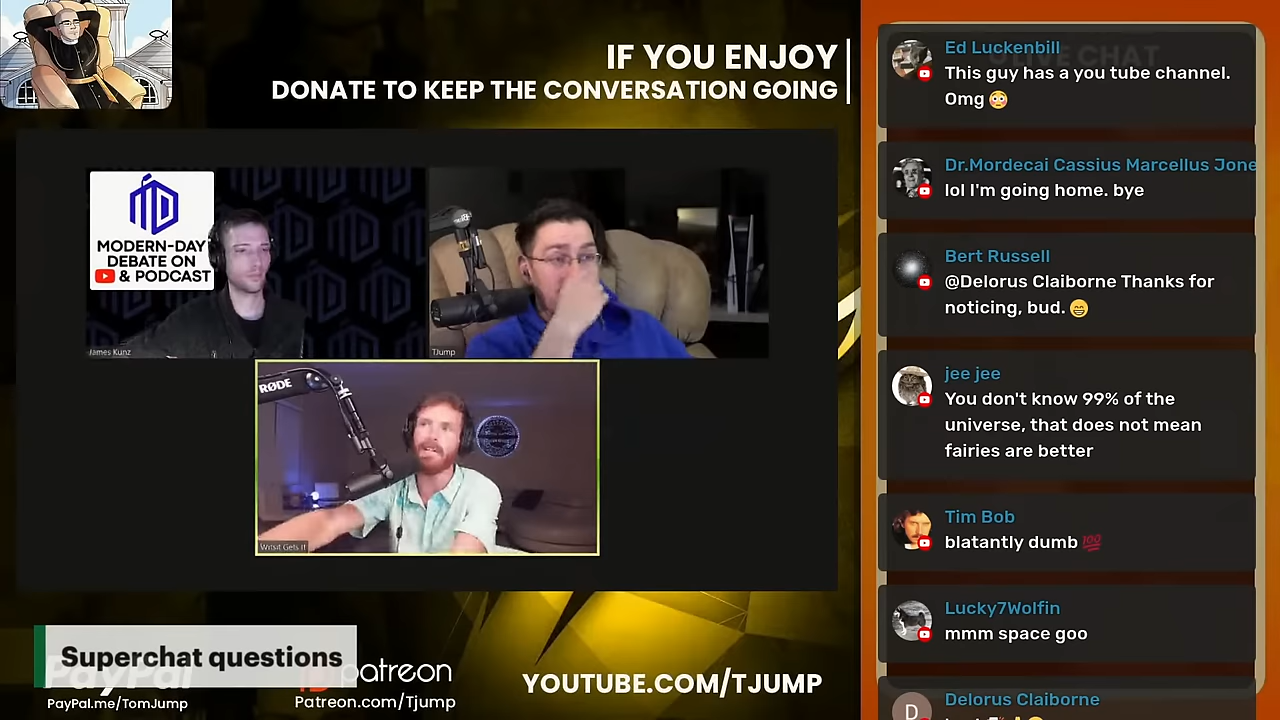 IF YOU ENJOY
DONATE TO KEEP THE CONVERSATION GOING
MODERN-DAY
DEBATE ON
& PODCAST
James Kunz
TJump
RØDE
Witsit Gets It
Superchat questions
PayPal
patreon
PayPal.me/TomJump
Patreon.com/Tjump
YOUTUBE.COM/TJUMP
LIVE CHAT
Ed Luckenbill
This guy has a you tube channel.
Omg 😳
Dr.Mordecai Cassius Marcellus Jone
lol I'm going home. bye
Bert Russell
@Delorus Claiborne Thanks for
noticing, bud. 😁
jee jee
You don't know 99% of the
universe, that does not mean
fairies are better
Tim Bob
blatantly dumb 💯
Lucky7Wolfin
mmm space goo
D
Delorus Claiborne